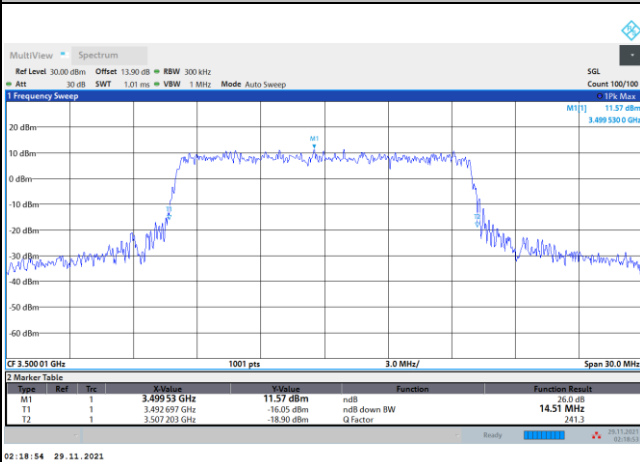 MultiView Spectrum
Ref Level 30.00 dBm Offset 13.90 dB RBW 300 kHz SGL
Att 30 dB SWT 1.01 ms VBW 1 MHz Mode Auto Sweep Count 100/100
1 Frequency Sweep 1Pk Max
M1[1] 11.57 dBm
3.499 530 0 GHz
20 dBm
M1
10 dBm
0 dBm
-10 dBm
-20 dBm
-30 dBm
-40 dBm
-50 dBm
-60 dBm
CF 3.500 01 GHz 1001 pts 3.0 MHz/ Span 30.0 MHz
2 Marker Table
Type Ref Trc X-Value Y-Value Function Function Result
M1 1 3.499 53 GHz 11.57 dBm ndB 26.0 dB
T1 1 3.492 697 GHz -16.05 dBm ndB down BW 14.51 MHz
T2 1 3.507 203 GHz -18.90 dBm Q Factor 241.3
Ready 29.11.2021
02:18:53
02:18:54 29.11.2021